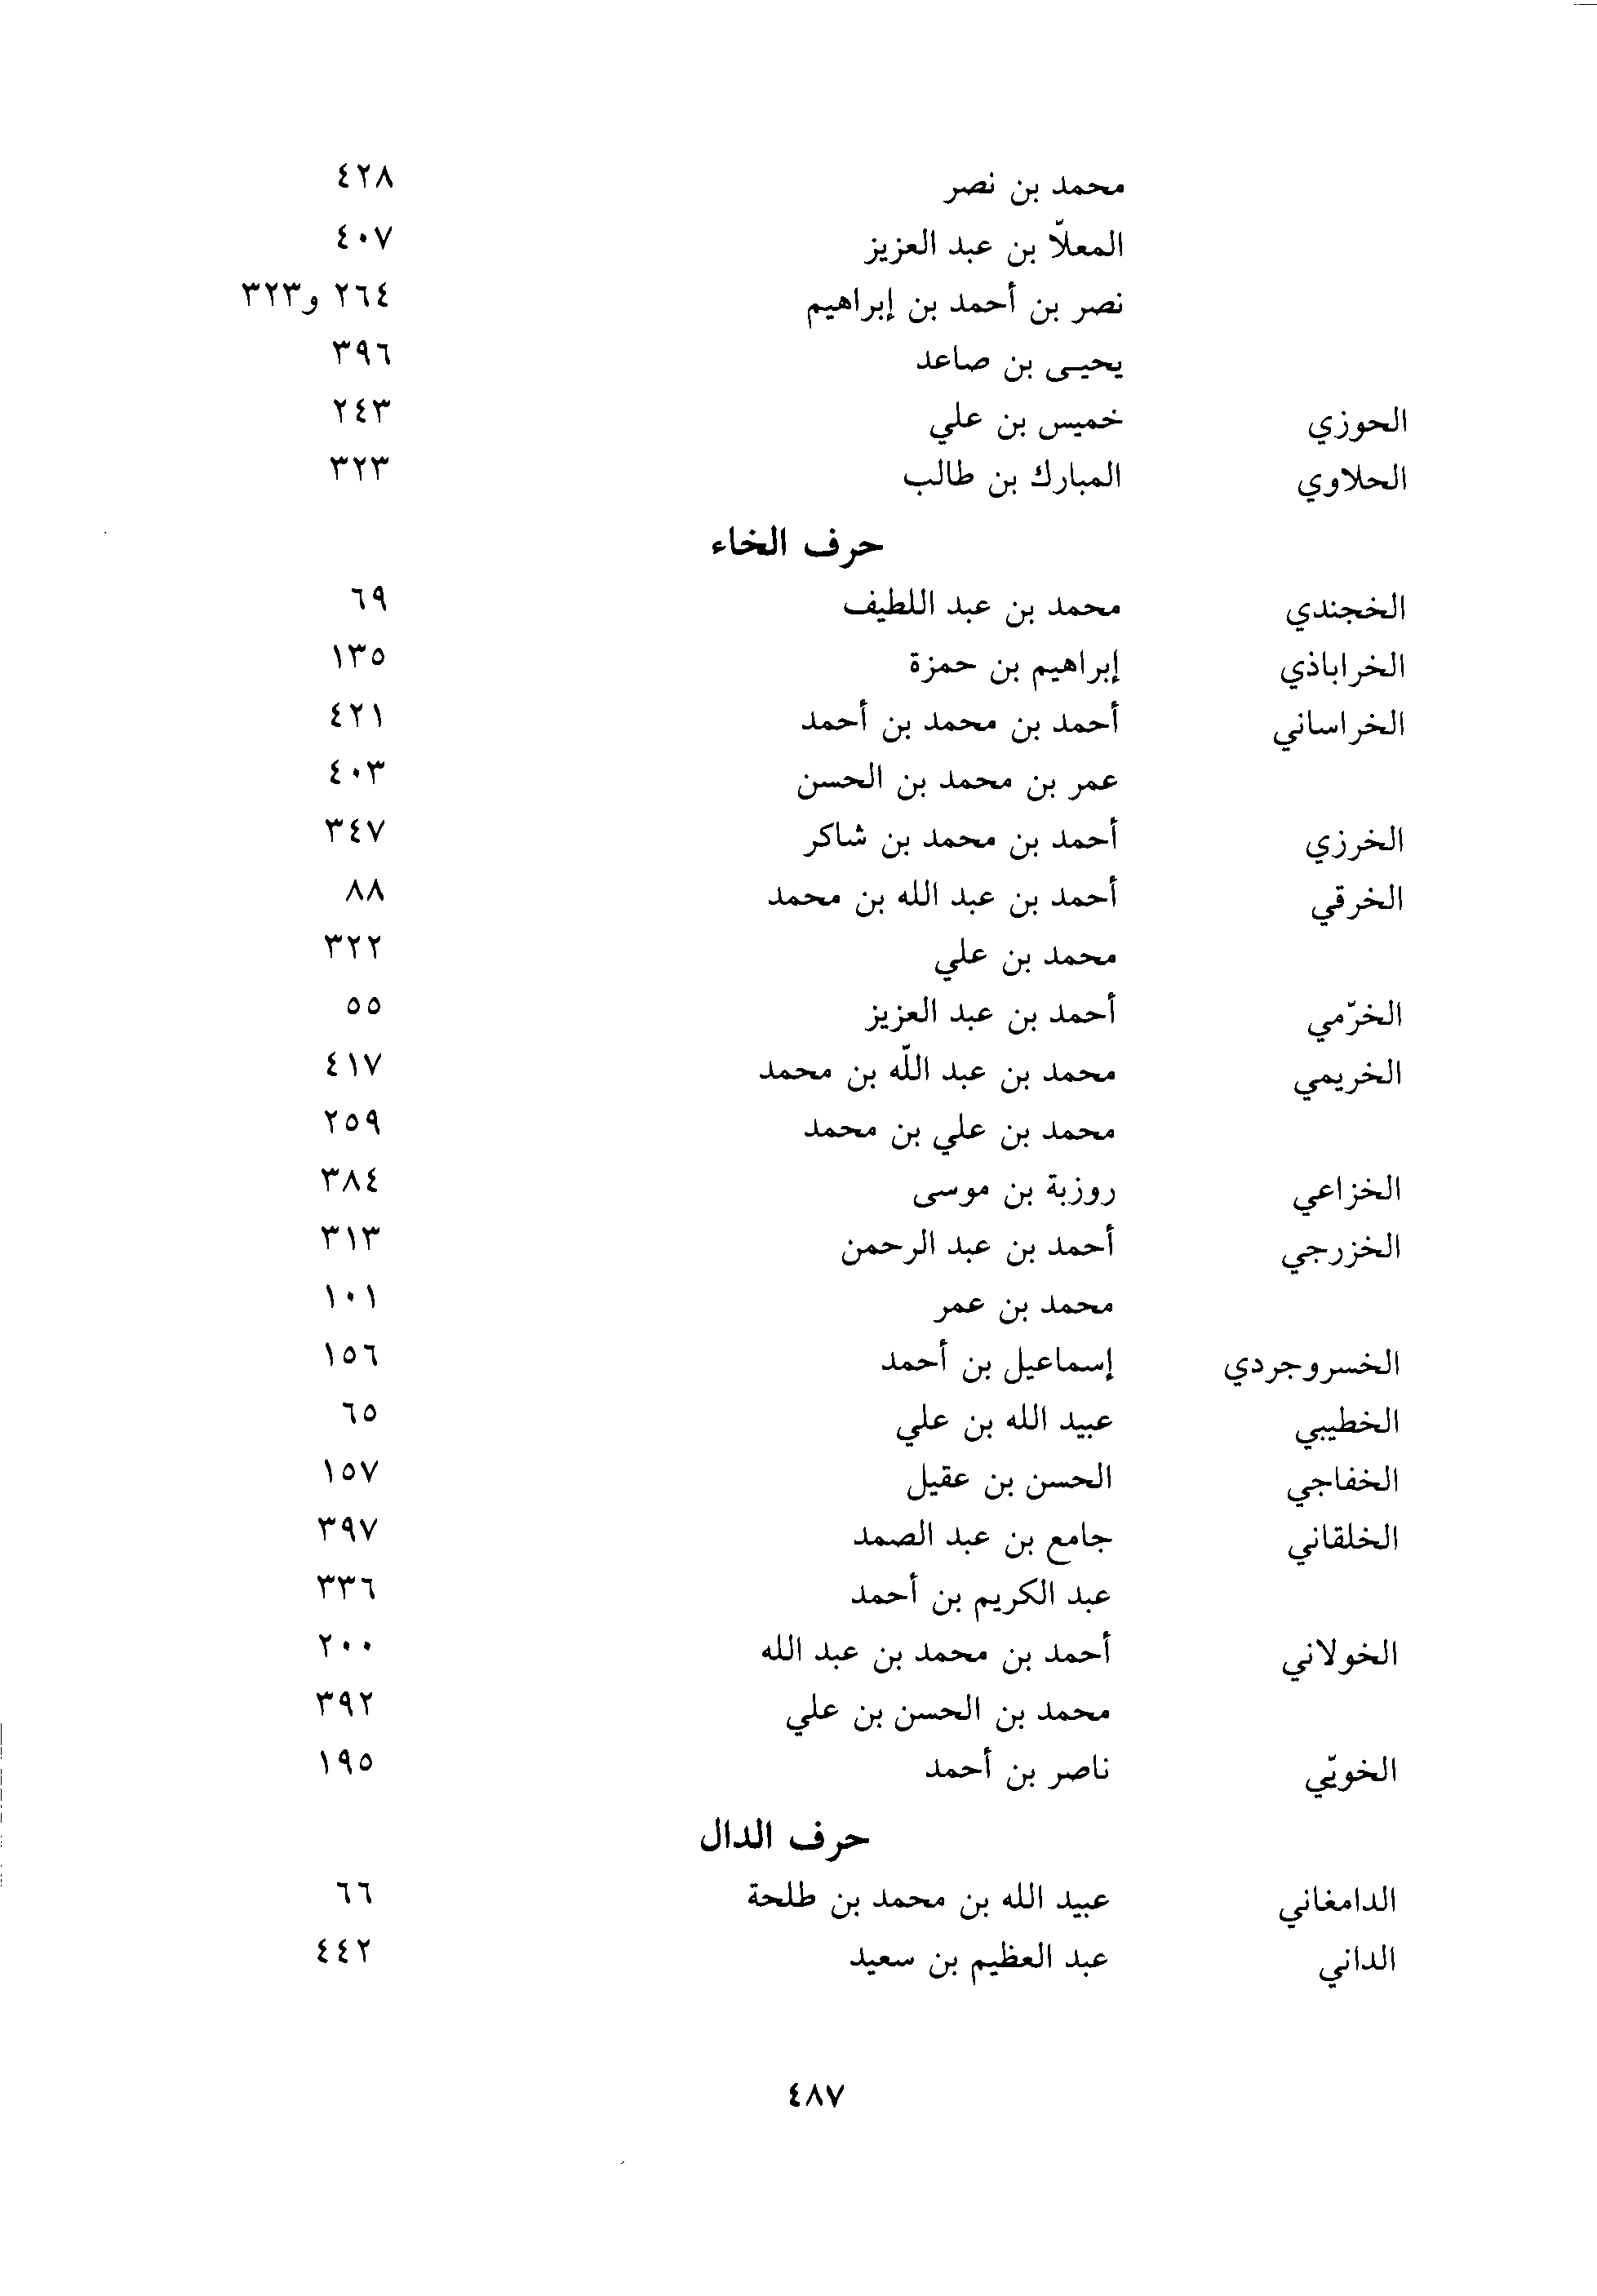 محمد بن نصر ٤٢٨
المعلاّ بن عبد العزيز ٤٠٧
نصر بن أحمد بن إبراهيم ٢٦٤ و٣٢٣
يحيى بن صاعد ٣٩٦
الحوزي خميس بن علي ٢٤٣
الحلاوي المبارك بن طالب ٣٢٣
حرف الخاء
الخجندي محمد بن عبد اللطيف ٦٩
الخراباذي إبراهيم بن حمزة ١٣٥
الخراساني أحمد بن محمد بن أحمد ٤٢١
عمر بن محمد بن الحسن ٤٠٣
الخرزي أحمد بن محمد بن شاكر ٣٤٧
الخرقي أحمد بن عبد الله بن محمد ٨٨
محمد بن علي ٣٢٢
الخرّمي أحمد بن عبد العزيز ٥٥
الخريمي محمد بن عبد اللّه بن محمد ٤١٧
محمد بن علي بن محمد ٢٥٩
الخزاعي روزبة بن موسى ٣٨٤
الخزرجي أحمد بن عبد الرحمن ٣١٣
محمد بن عمر ١٠١
الخسروجردي إسماعيل بن أحمد ١٥٦
الخطيبي عبيد الله بن علي ٦٥
الخفاجي الحسن بن عقيل ١٥٧
الخلقاني جامع بن عبد الصمد ٣٩٧
عبد الكريم بن أحمد ٣٣٦
الخولاني أحمد بن محمد بن عبد الله ٢٠٠
محمد بن الحسن بن علي ٣٩٢
الخويّي ناصر بن أحمد ١٩٥
حرف الدال
الدامغاني عبيد الله بن محمد بن طلحة ٦٦
الداني عبد العظيم بن سعيد ٤٤٢
٤٨٧